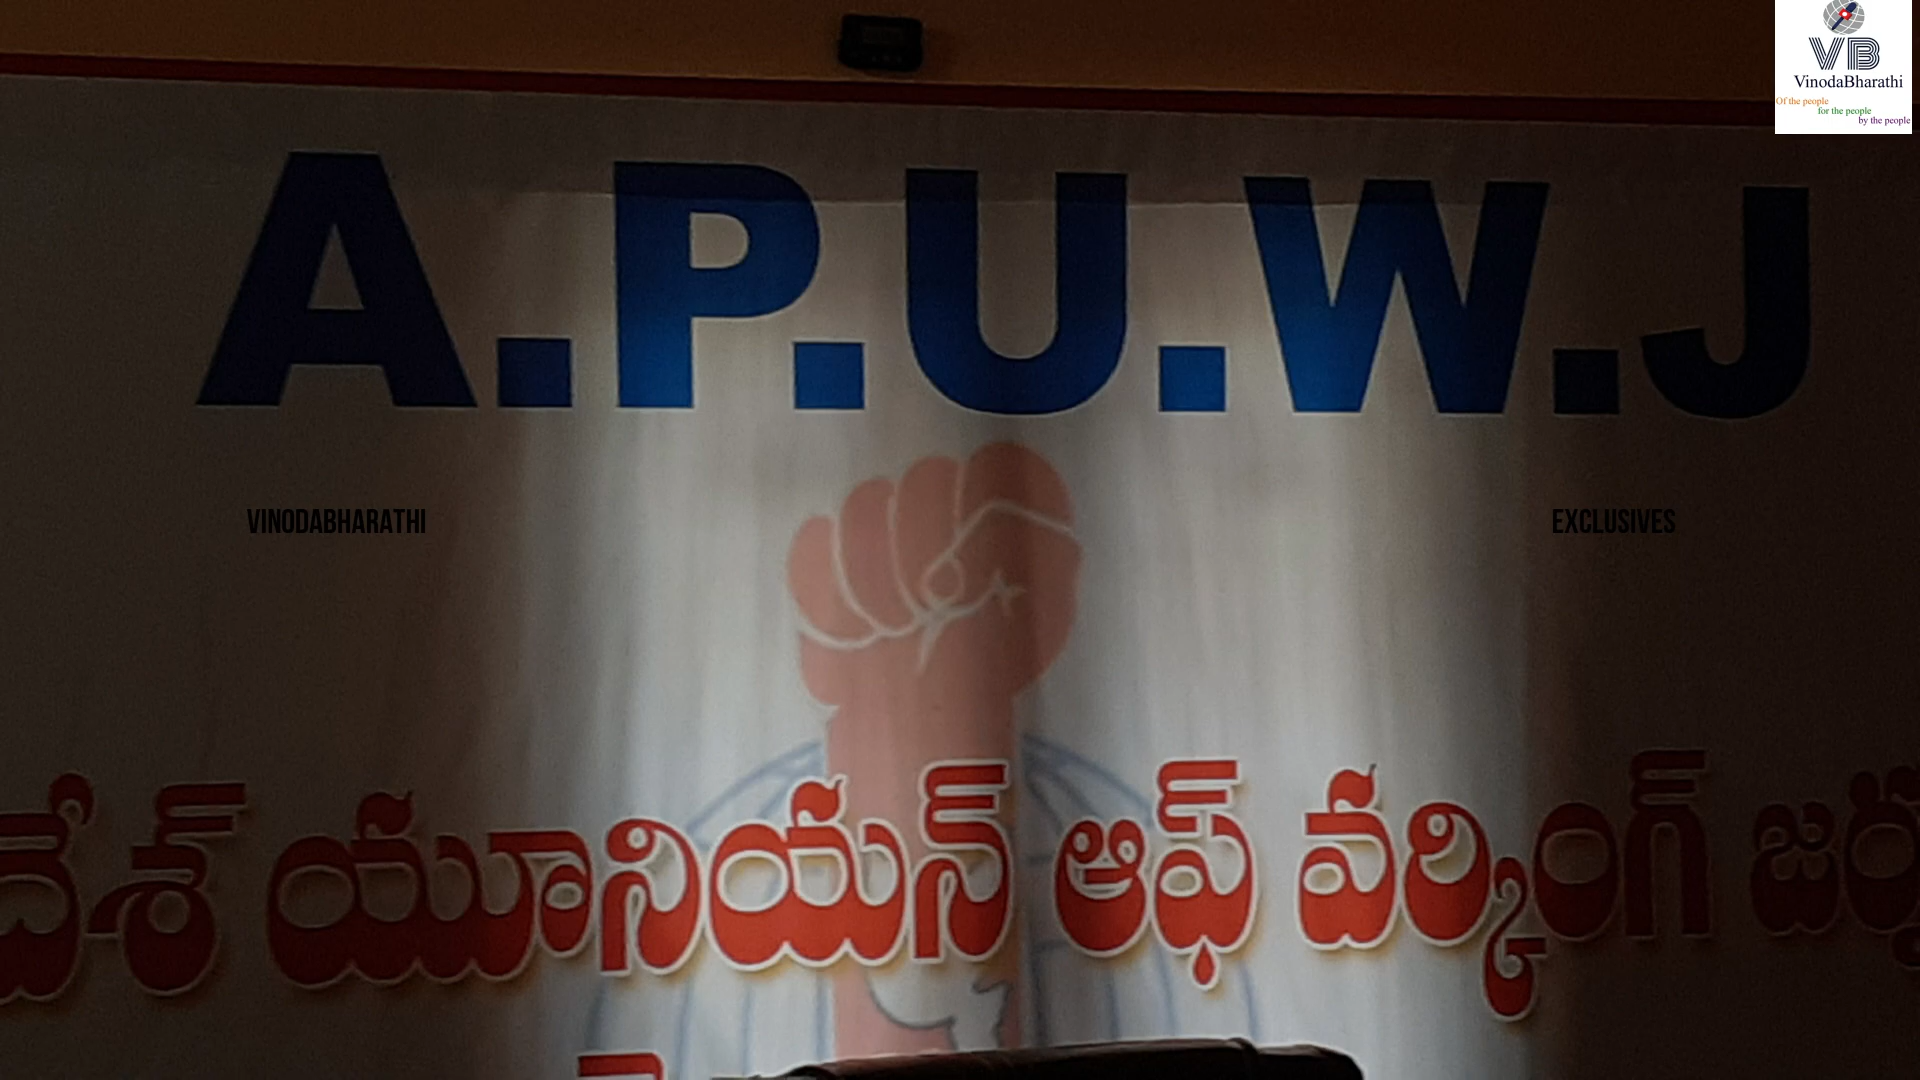 VB
VinodaBharathi
Of the people
for the people
by the people
A.P.U.W.J
VINODABHARATHI
EXCLUSIVES
దేశ్ యూనియన్ ఆఫ్ వర్కింగ్